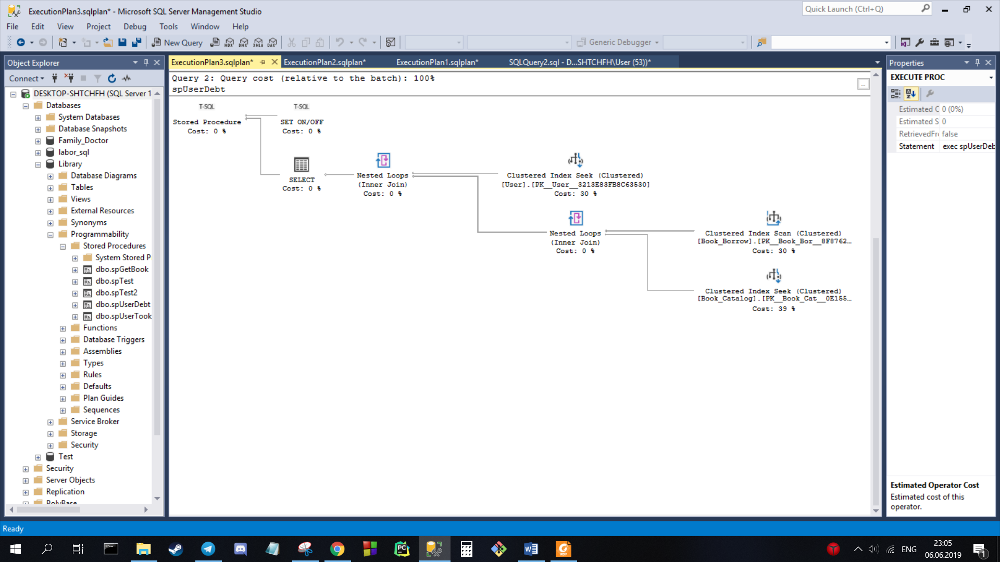 ExecutionPlan3.sqlplan* - Microsoft SQL Server Management Studio
Quick Launch (Ctrl+Q)
File Edit View Project Debug Tools Window Help
New Query MDX DMX XMLA DAX Generic Debugger
Object Explorer
Connect
DESKTOP-SHTCHFH (SQL Server 1
Databases
System Databases
Database Snapshots
Family_Doctor
labor_sql
Library
Database Diagrams
Tables
Views
External Resources
Synonyms
Programmability
Stored Procedures
System Stored P
dbo.spGetBook
dbo.spTest
dbo.spTest2
dbo.spUserDebt
dbo.spUserTook
Functions
Database Triggers
Assemblies
Types
Rules
Defaults
Plan Guides
Sequences
Service Broker
Storage
Security
Test
Security
Server Objects
Replication
PolyBase
ExecutionPlan3.sqlplan* ExecutionPlan2.sqlplan* ExecutionPlan1.sqlplan* SQLQuery2.sql - D...SHTCHFH\User (53))*
Query 2: Query cost (relative to the batch): 100%
spUserDebt
...
T-SQL
Stored Procedure
Cost: 0 %
T-SQL
SET ON/OFF
Cost: 0 %
SELECT
Cost: 0 %
Nested Loops
(Inner Join)
Cost: 0 %
Clustered Index Seek (Clustered)
[User].[PK__User__3213E83FB8C63530]
Cost: 30 %
Nested Loops
(Inner Join)
Cost: 0 %
Clustered Index Scan (Clustered)
[Book_Borrow].[PK__Book_Bor__8F8762…
Cost: 30 %
Clustered Index Seek (Clustered)
[Book_Catalog].[PK__Book_Cat__0E155…
Cost: 39 %
Properties
EXECUTE PROC
Estimated C 0 (0%)
Estimated S 0
RetrievedFr false
Statement exec spUserDeb
Estimated Operator Cost
Estimated cost of this
operator.
Ready
PC
W
PDF
ENG
23:05
06.06.2019
1